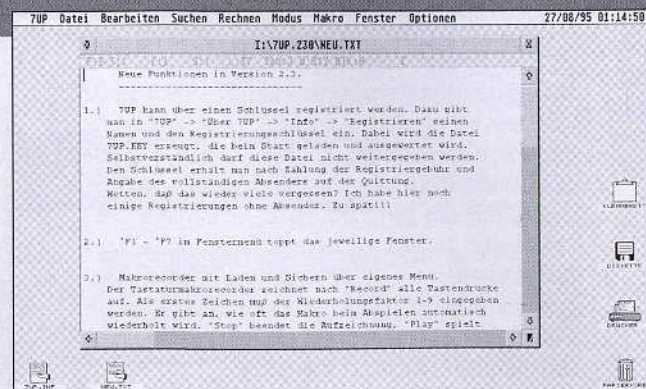 7UP Datei Bearbeiten Suchen Rechnen Modus Makro Fenster Optionen 27/08/95 01:14:50
I:\7UP.230\NEU.TXT
Neue Funktionen in Version 2.3.
1.) 7UP kann über einen Schlüssel registriert werden. Dazu gibt
man in "7UP" -> "Über 7UP" -> "Info" -> "Registrieren" seinen
Namen und den Registrierungsschlüssel ein. Dabei wird die Datei
7UP.KEY erzeugt, die beim Start geladen und ausgewertet wird.
Selbstverständlich darf diese Datei nicht weitergegeben werden.
Den Schlüssel erhält man nach Zahlung der Registriergebühr und
Angabe des vollständigen Absenders auf der Quittung.
Wetten, daß das wieder viele vergessen? Ich habe hier noch
einige Registrierungen ohne Absender. Zu spät!!!
2.) ^F1 - ^F7 im Fenstermenü toppt das jeweilige Fenster.
3.) Makrorecorder mit Laden und Sichern über eigenes Menü.
Der Tastaturmakrorecorder zeichnet nach "Record" alle Tastendrücke
auf. Als erstes Zeichen muß der Wiederholungsfaktor 1-9 eingegeben
werden. Er gibt an, wie oft das Makro beim Abspielen automatisch
wiederholt wird. "Stop" beendet die Aufzeichnung, "Play" spielt
KLEMMBRETT
DISKETTE
DRUCKER
PAPIERKORB
7UP.INF
NEU.TXT